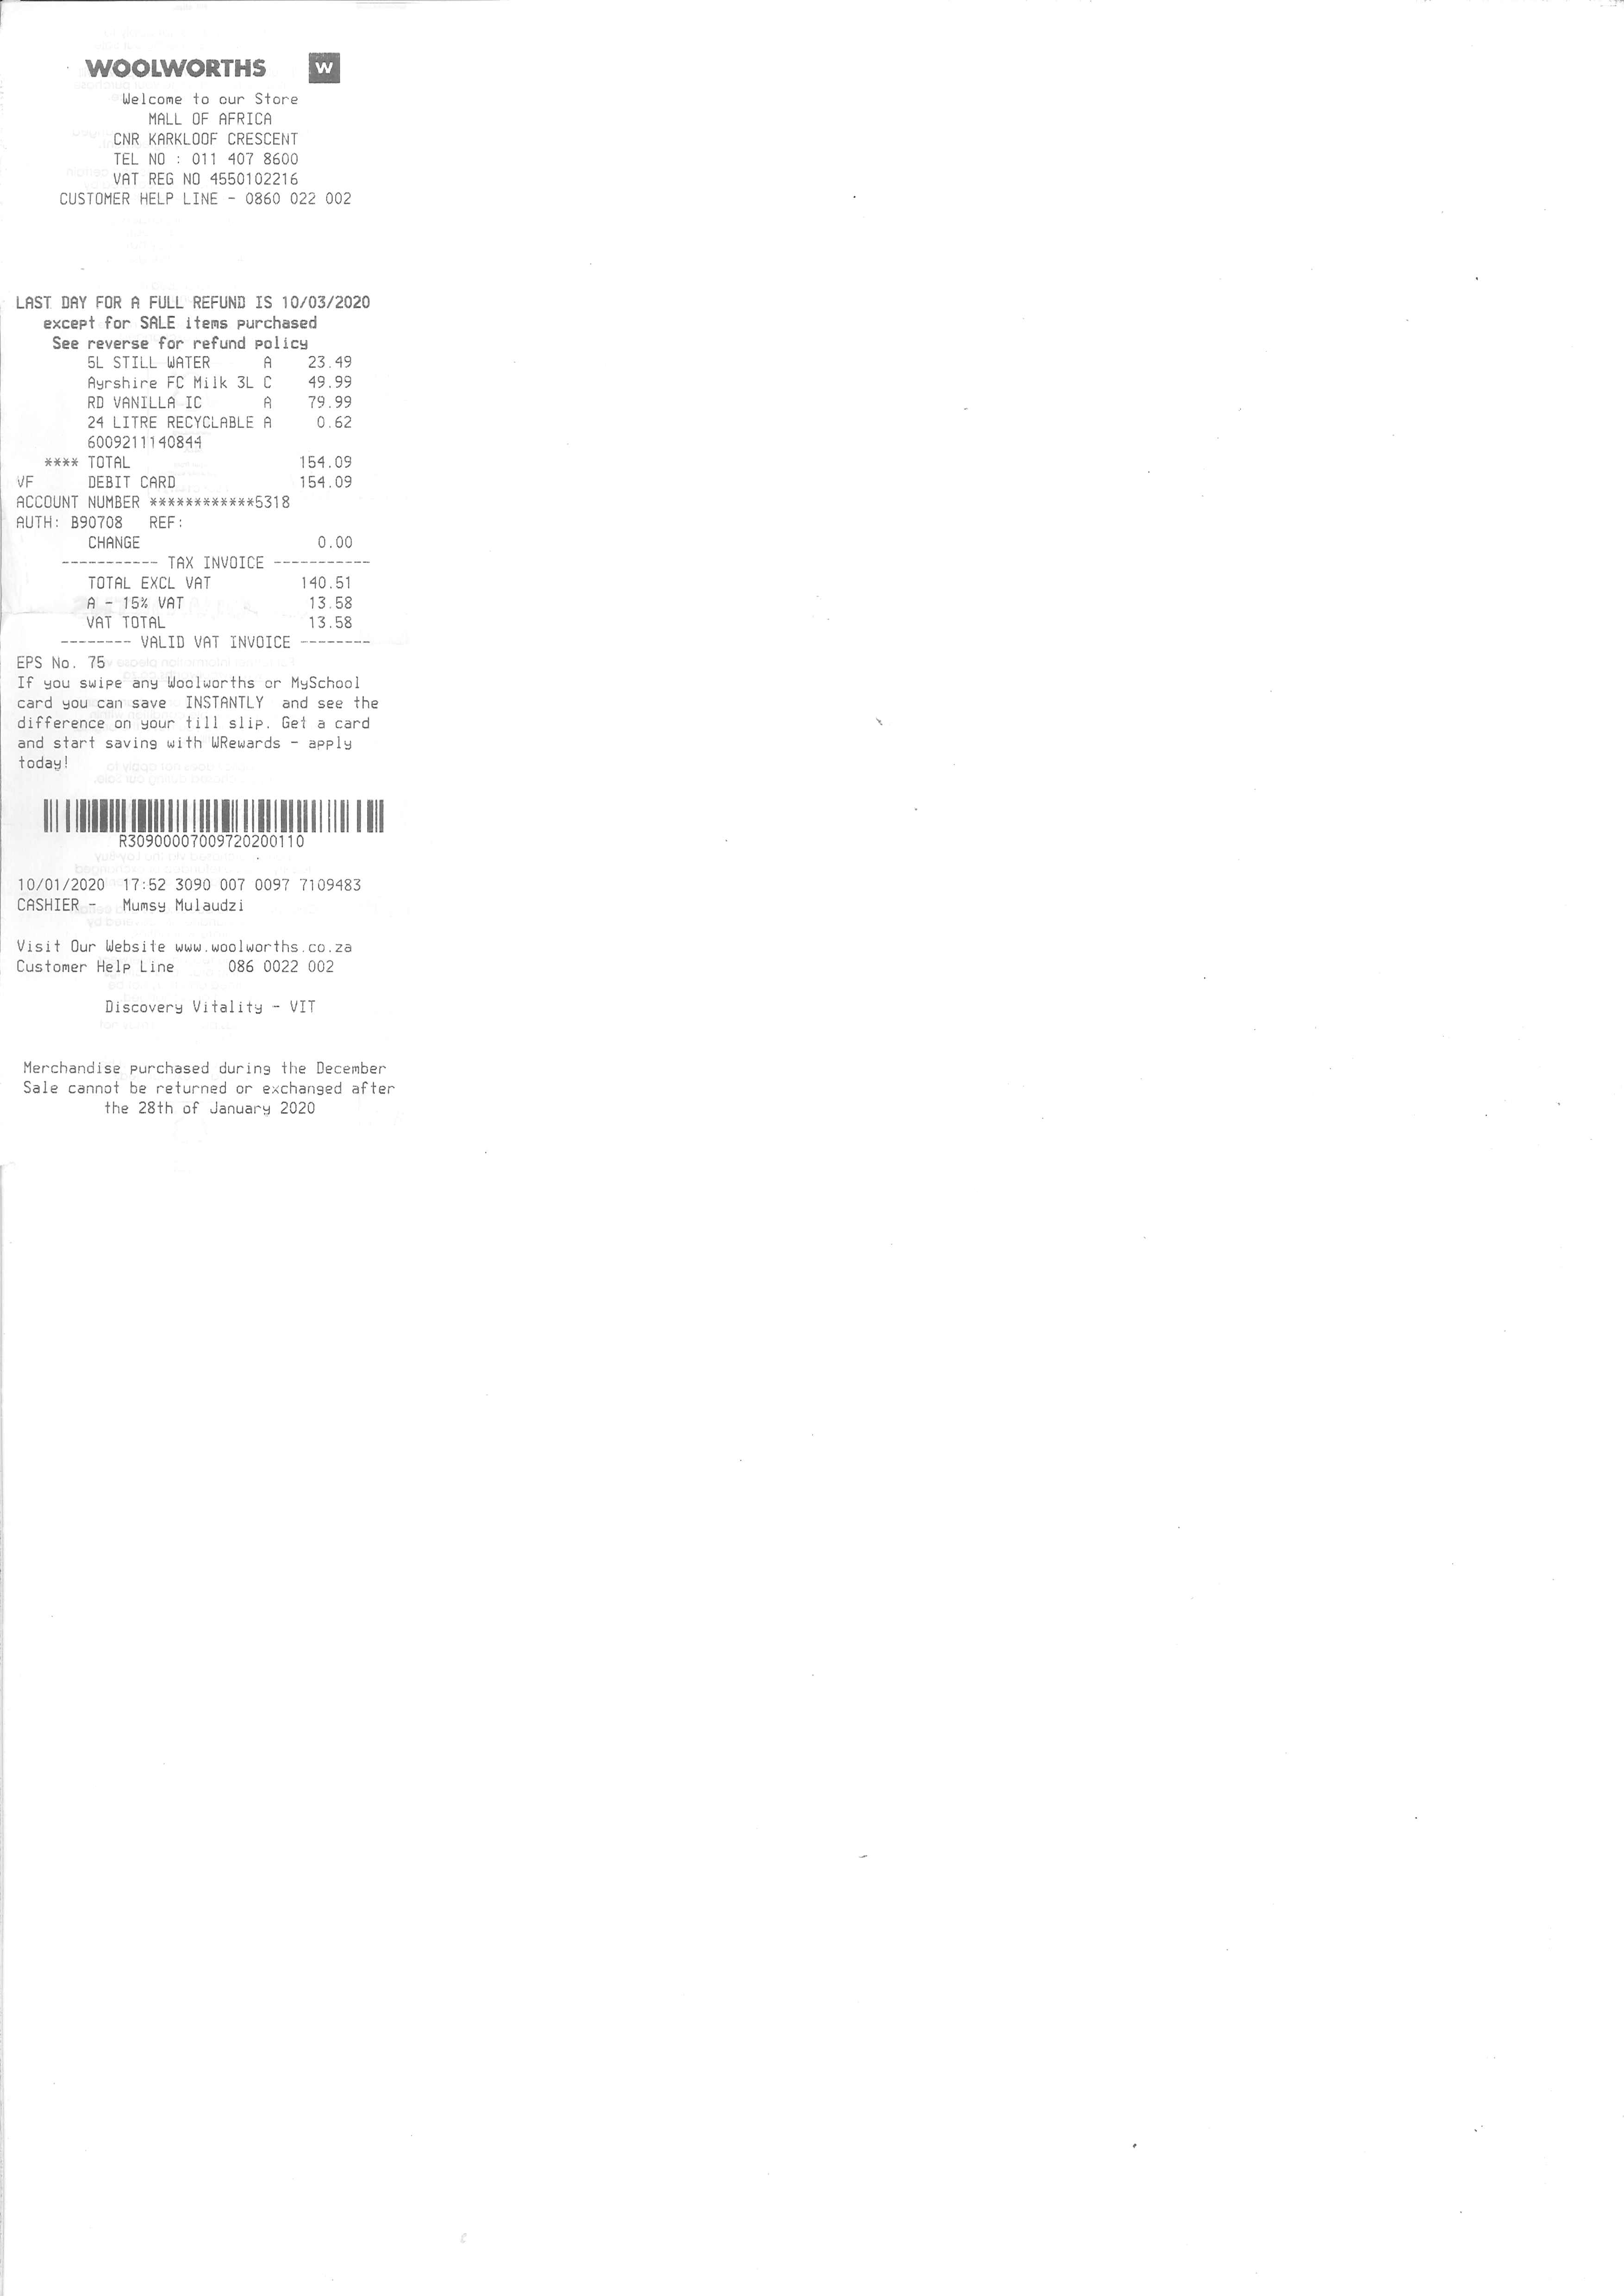 WOOLWORTHS W
Welcome to our Store
MALL OF AFRICA
CNR KARKLOOF CRESCENT
TEL NO : 011 407 8600
VAT REG NO 4550102216
CUSTOMER HELP LINE - 0860 022 002
LAST DAY FOR A FULL REFUND IS 10/03/2020
except for SALE items purchased
See reverse for refund policy
5L STILL WATER A 23.49
Ayrshire FC Milk 3L C 49.99
RD VANILLA IC A 79.99
24 LITRE RECYCLABLE A 0.62
6009211140844
**** TOTAL 154.09
VF DEBIT CARD 154.09
ACCOUNT NUMBER ************5318
AUTH: B90708 REF:
CHANGE 0.00
----------- TAX INVOICE -----------
TOTAL EXCL VAT 140.51
A - 15% VAT 13.58
VAT TOTAL 13.58
-------- VALID VAT INVOICE --------
EPS No. 75
If you swipe any Woolworths or MySchool
card you can save INSTANTLY and see the
difference on your till slip. Get a card
and start saving with WRewards - apply
today!
R30900007009720200110
10/01/2020 17:52 3090 007 0097 7109483
CASHIER - Mumsy Mulaudzi
Visit Our Website www.woolworths.co.za
Customer Help Line 086 0022 002
Discovery Vitality - VIT
Merchandise purchased during the December
Sale cannot be returned or exchanged after
the 28th of January 2020